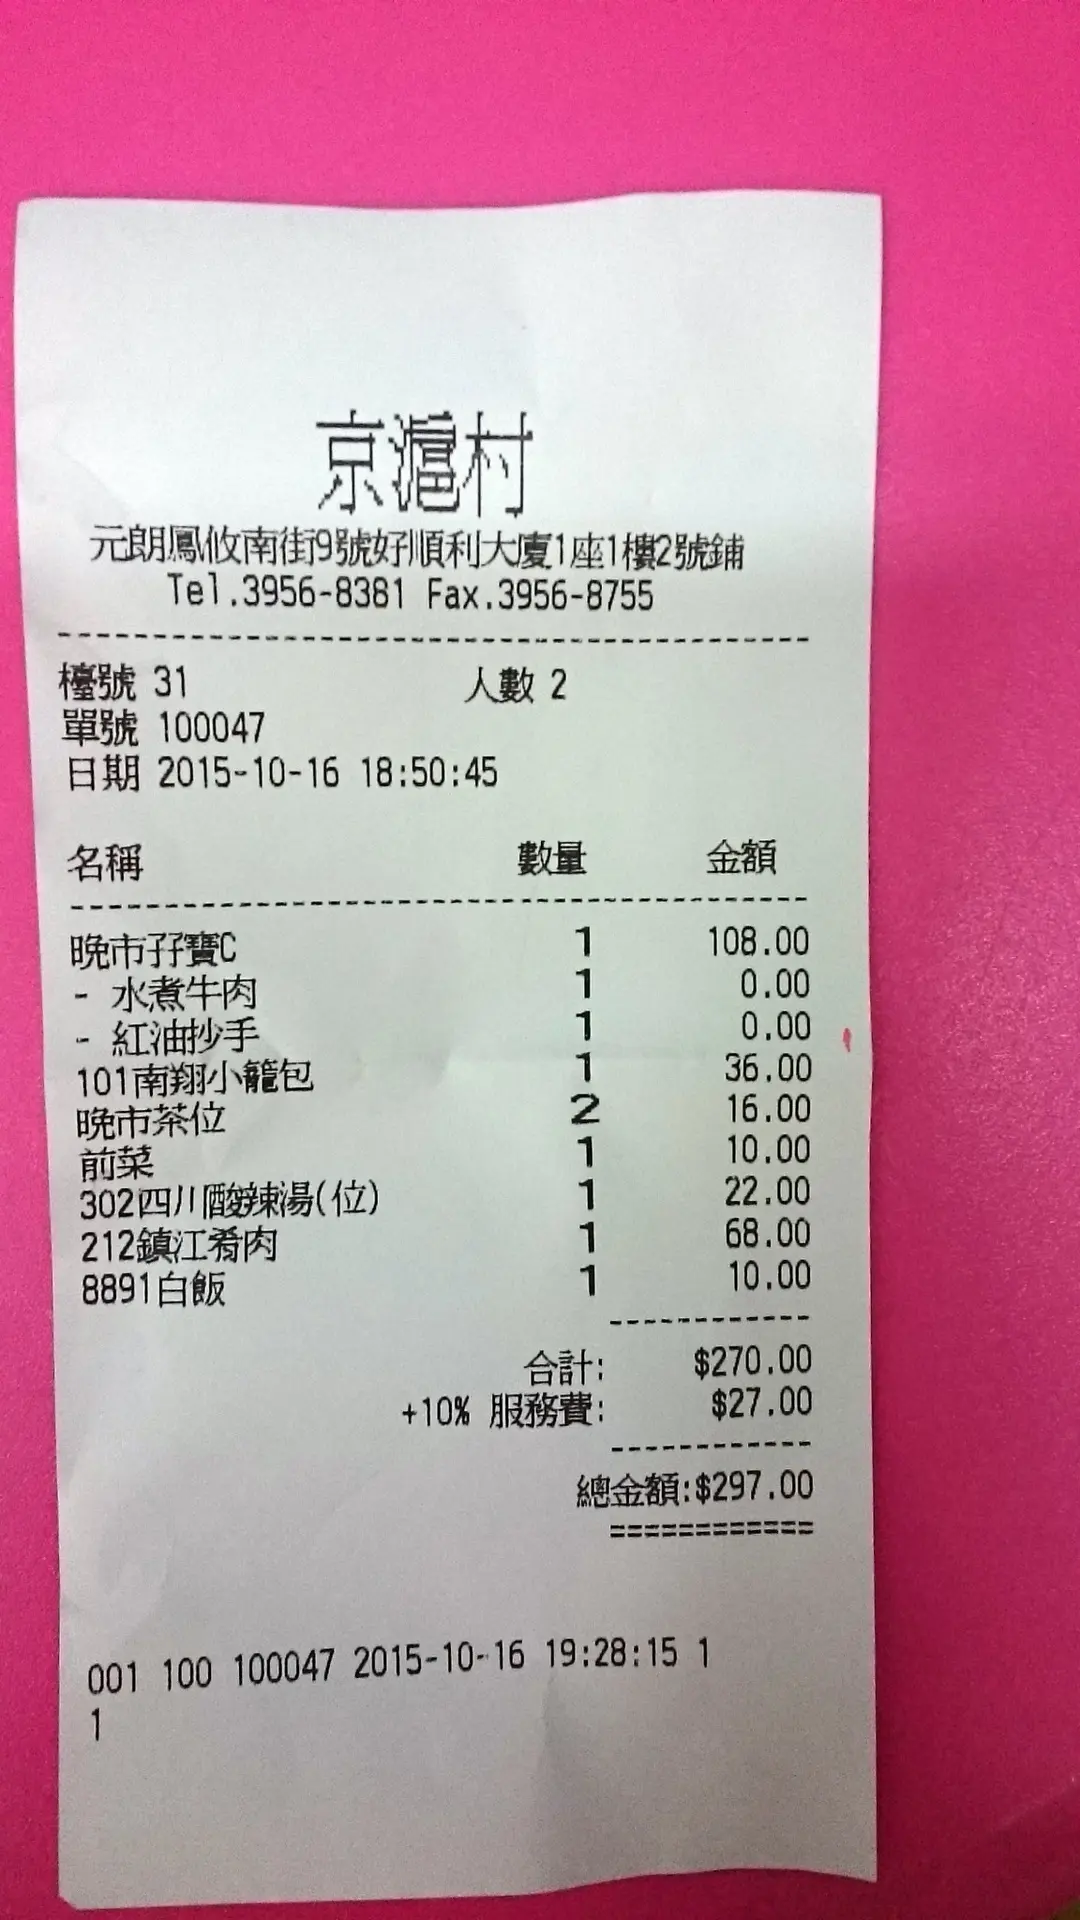 京滬村
元朗鳳攸南街9號好順利大廈1座1樓2號鋪
Tel.3956-8381 Fax.3956-8755
檯號 31 人數 2
單號 100047
日期 2015-10-16 18:50:45
名稱 數量 金額
晚市孖寶C 1 108.00
- 水煮牛肉 1 0.00
- 紅油抄手 1 0.00
101南翔小籠包 1 36.00
晚市茶位 2 16.00
前菜 1 10.00
302四川酸辣湯(位) 1 22.00
212鎮江肴肉 1 68.00
8891白飯 1 10.00
合計: $270.00
+10% 服務費: $27.00
總金額:$297.00
001 100 100047 2015-10-16 19:28:15 1
1